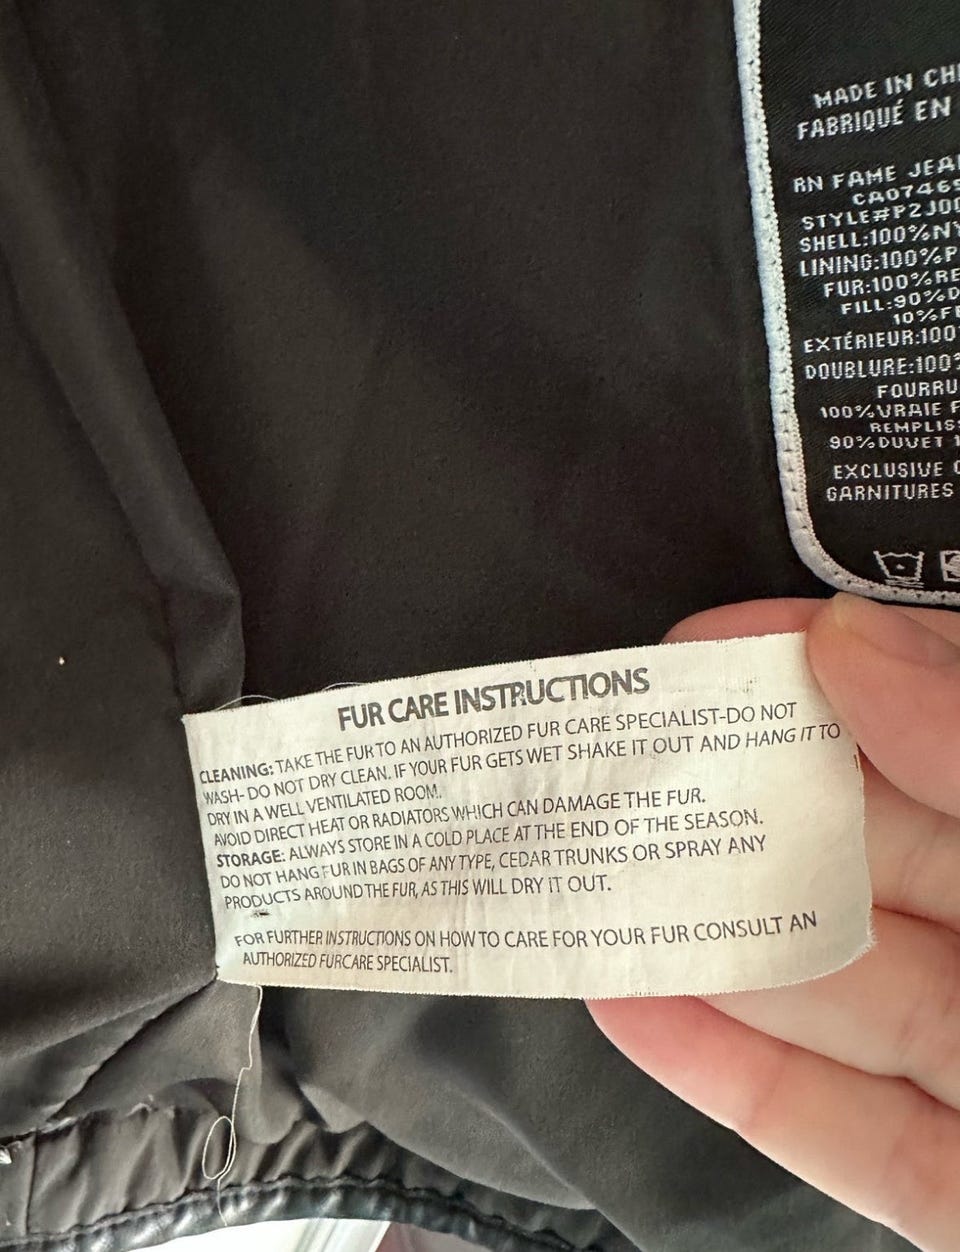 MADE IN CHI
FABRIQUÉ EN
RN FAME JEA
CA07469
STYLE#P2J00
SHELL:100%NY
LINING:100%P
FUR:100%RE
FILL:90%D
10%FE
EXTÉRIEUR:100
DOUBLURE:100%
FOURRU
100%VRAIE F
REMPLIS
90%DUVET 1
EXCLUSIVE O
GARNITURES
FUR CARE INSTRUCTIONS
CLEANING: TAKE THE FUR TO AN AUTHORIZED FUR CARE SPECIALIST-DO NOT
WASH- DO NOT DRY CLEAN. IF YOUR FUR GETS WET SHAKE IT OUT AND HANG IT TO
DRY IN A WELL VENTILATED ROOM.
AVOID DIRECT HEAT OR RADIATORS WHICH CAN DAMAGE THE FUR.
STORAGE: ALWAYS STORE IN A COLD PLACE AT THE END OF THE SEASON.
DO NOT HANG FUR IN BAGS OF ANY TYPE, CEDAR TRUNKS OR SPRAY ANY
PRODUCTS AROUND THE FUR, AS THIS WILL DRY IT OUT.
FOR FURTHER INSTRUCTIONS ON HOW TO CARE FOR YOUR FUR CONSULT AN
AUTHORIZED FURCARE SPECIALIST.